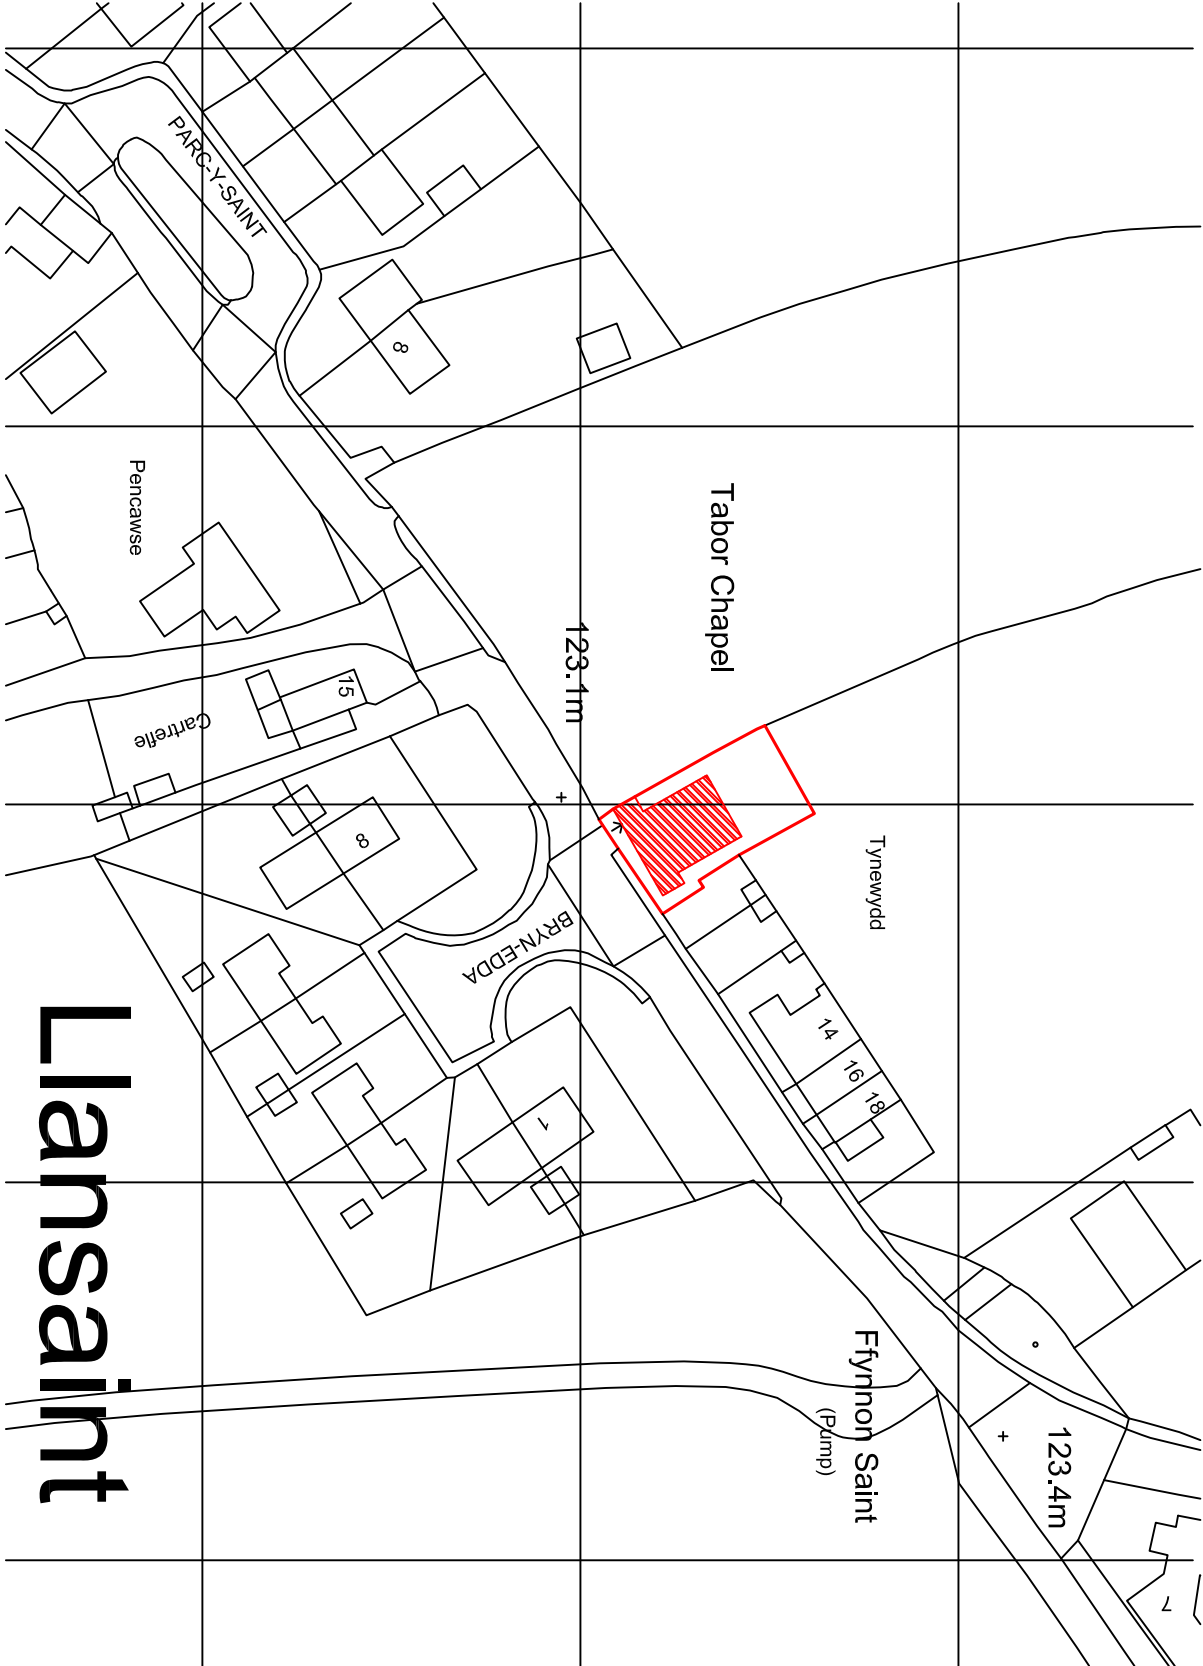 PARC-Y-SAINT
8
Pencawse
Tabor Chapel
123.1m
15
Cartrefle
8
Tynewydd
BRYN-EDDA
14
16
18
1
Llansaint
Ffynnon Saint
(Pump)
123.4m
7